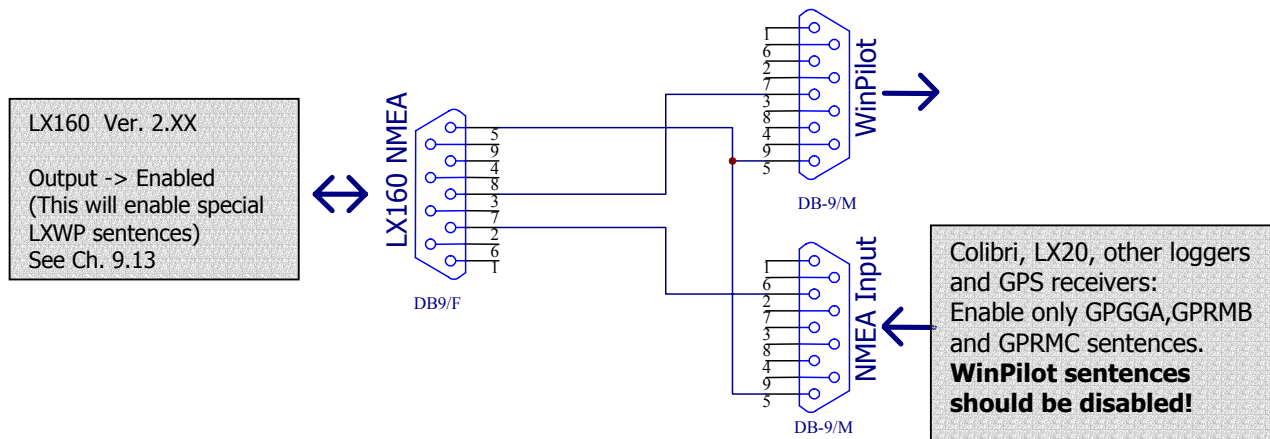 LX160 Ver. 2.XX
Output -> Enabled
(This will enable special
LXWP sentences)
See Ch. 9.13
LX160 NMEA
5
9
4
8
3
7
2
6
1
DB9/F
1
6
2
7
3
8
4
9
5
WinPilot
DB-9/M
1
6
2
7
3
8
4
9
5
NMEA Input
DB-9/M
Colibri, LX20, other loggers
and GPS receivers:
Enable only GPGGA,GPRMB
and GPRMC sentences.
WinPilot sentences
should be disabled!